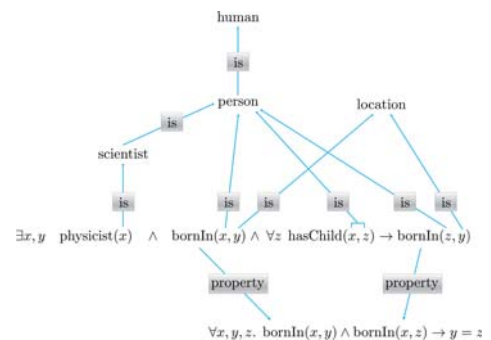 human
is
person location
is
scientist
is is is is is is
∃x, y physicist(x) ∧ bornIn(x, y) ∧ ∀z hasChild(x, z) → bornIn(z, y)
property property
∀x, y, z. bornIn(x, y) ∧ bornIn(x, z) → y = z